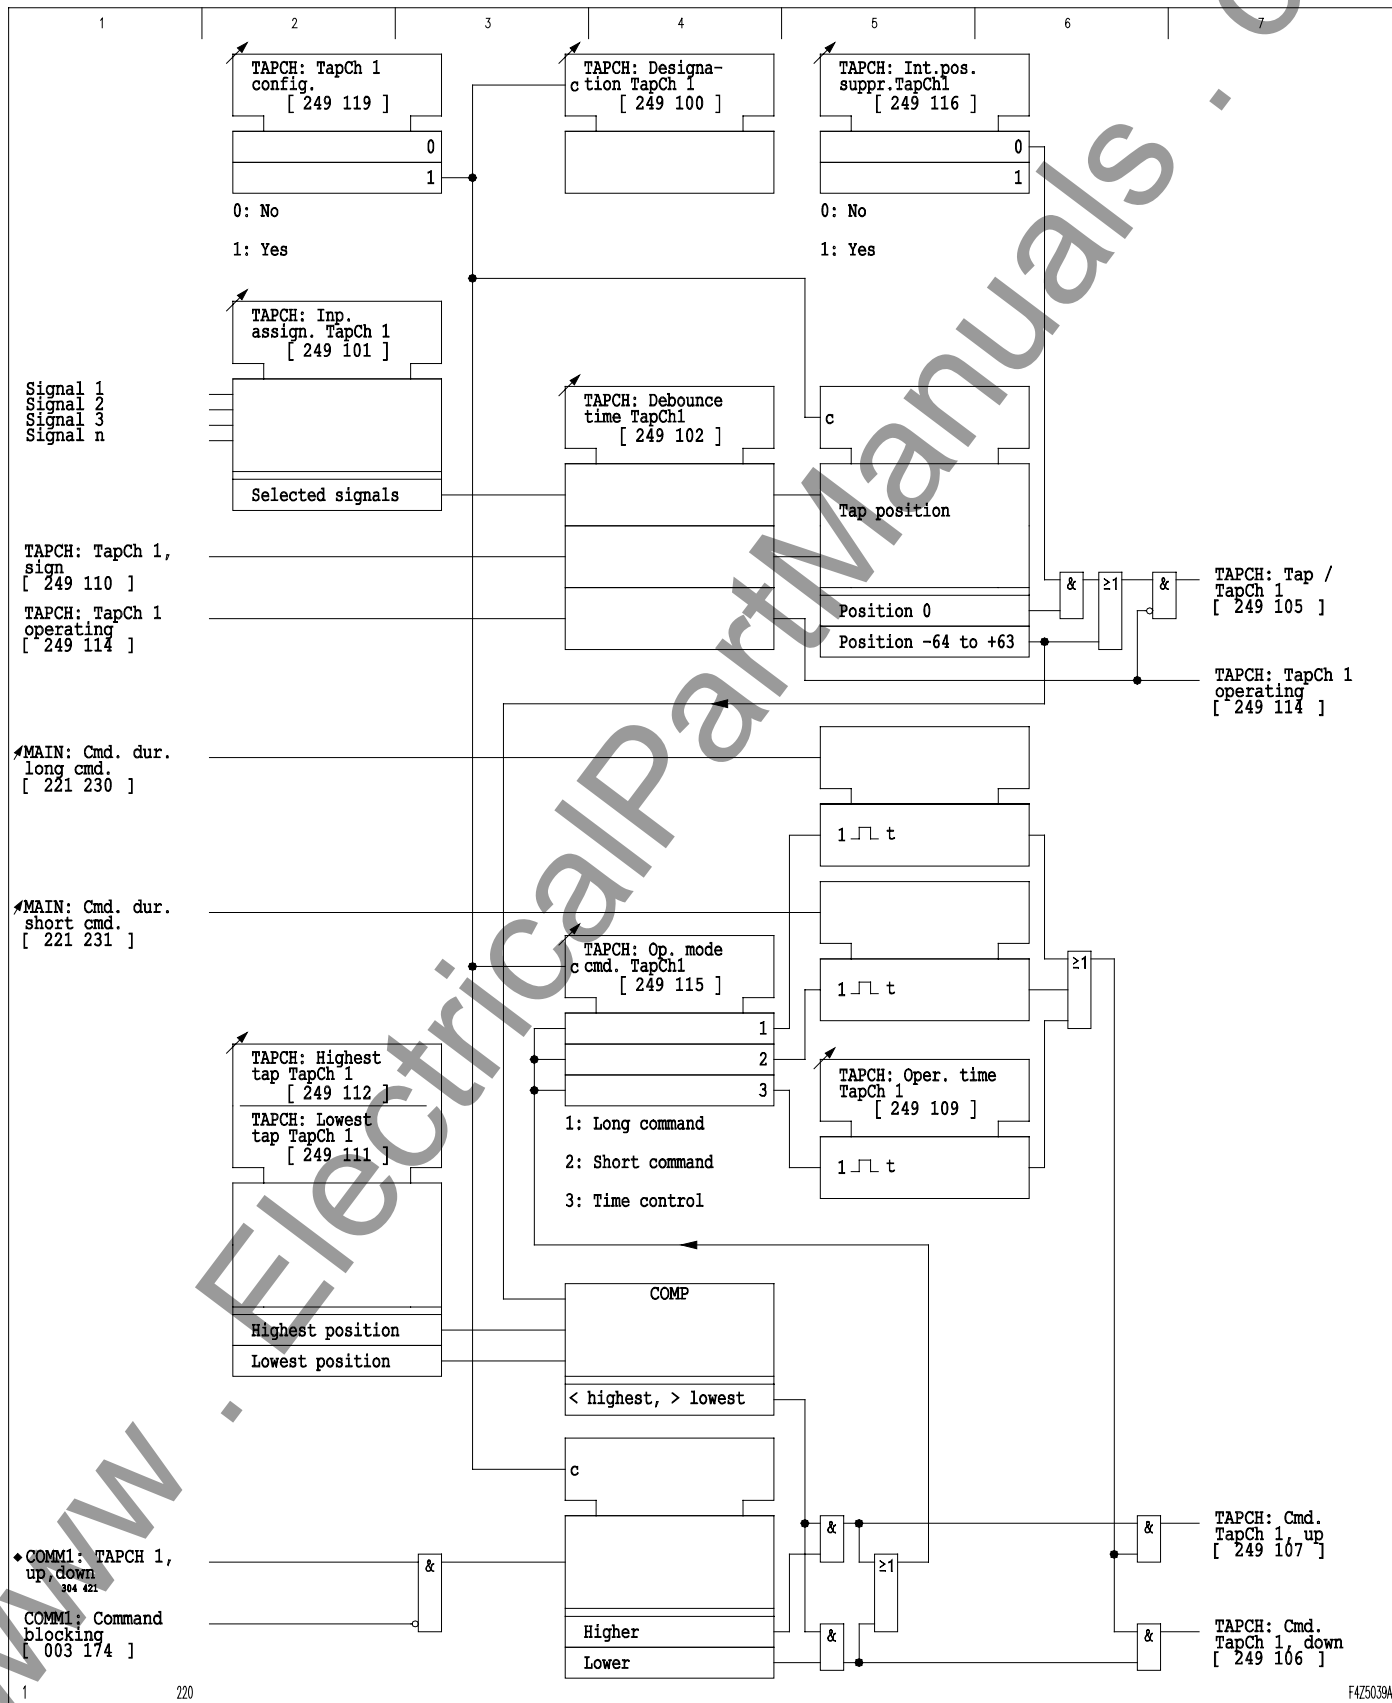 1 2 3 4 5 6 7
TAPCH: TapCh 1
config.
[ 249 119 ]
0
1
0: No
1: Yes
TAPCH: Designa-
c tion TapCh 1
[ 249 100 ]
TAPCH: Int.pos.
suppr.TapCh1
[ 249 116 ]
0
1
0: No
1: Yes
TAPCH: Inp.
assign. TapCh 1
[ 249 101 ]
Signal 1
Signal 2
Signal 3
Signal n
Selected signals
TAPCH: Debounce
time TapCh1
[ 249 102 ]
c
Tap position
Position 0
Position -64 to +63
TAPCH: TapCh 1,
sign
[ 249 110 ]
TAPCH: TapCh 1
operating
[ 249 114 ]
& ≥1 &
TAPCH: Tap /
TapCh 1
[ 249 105 ]
TAPCH: TapCh 1
operating
[ 249 114 ]
MAIN: Cmd. dur.
long cmd.
[ 221 230 ]
1 t
MAIN: Cmd. dur.
short cmd.
[ 221 231 ]
1 t
TAPCH: Op. mode
c cmd. TapCh1
[ 249 115 ]
1
2
3
1: Long command
2: Short command
3: Time control
≥1
TAPCH: Oper. time
TapCh 1
[ 249 109 ]
1 t
TAPCH: Highest
tap TapCh 1
[ 249 112 ]
TAPCH: Lowest
tap TapCh 1
[ 249 111 ]
Highest position
Lowest position
COMP
< highest, > lowest
c
COMM1: TAPCH 1,
up,down
304 421
COMM1: Command
blocking
[ 003 174 ]
&
Higher
Lower
&
&
≥1
&
&
TAPCH: Cmd.
TapCh 1, up
[ 249 107 ]
TAPCH: Cmd.
TapCh 1, down
[ 249 106 ]
1 220 F4Z5039A
www . ElectricalPartManuals . c